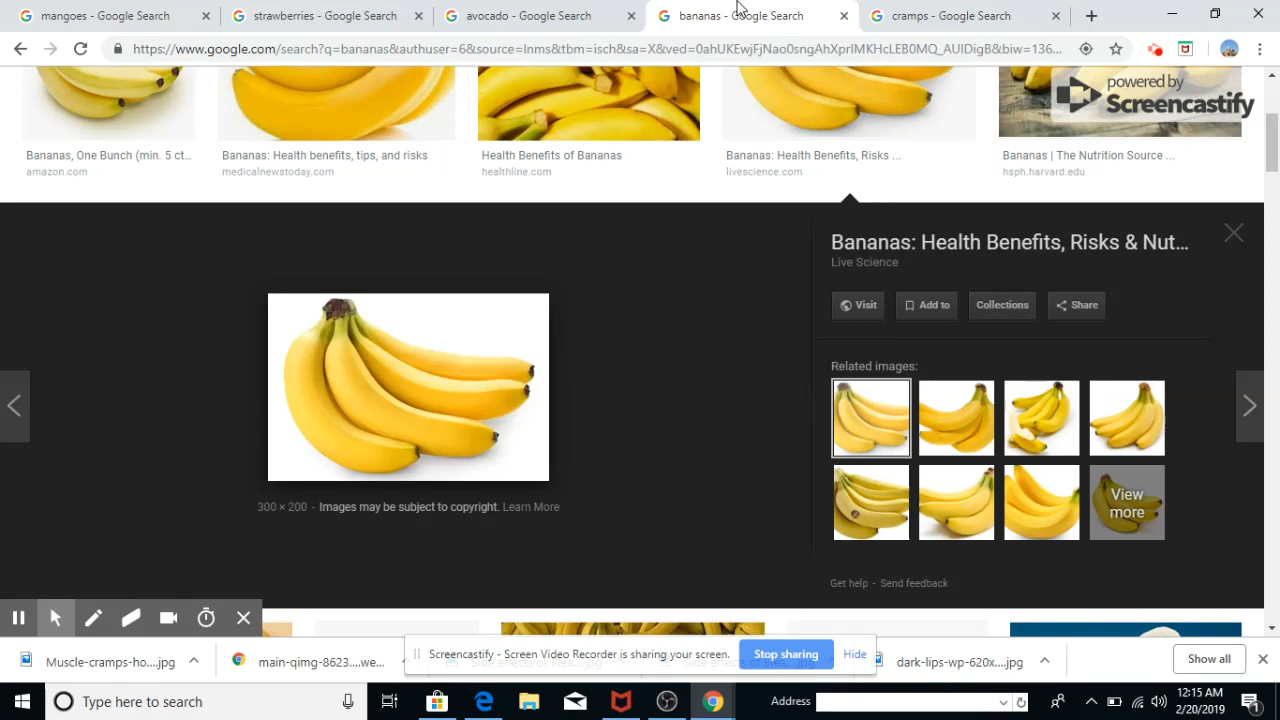 mangoes - Google Search
strawberries - Google Search
avocado - Google Search
bananas - Google Search
cramps - Google Search
https://www.google.com/search?q=bananas&authuser=6&source=lnms&tbm=isch&sa=X&ved=0ahUKEwjFjNao0sngAhXprIMKHcLEB0MQ_AUIDigB&biw=136...
powered by
Screencastify
Bananas, One Bunch (min. 5 ct...
amazon.com
Bananas: Health benefits, tips, and risks
medicalnewstoday.com
Health Benefits of Bananas
healthline.com
Bananas: Health Benefits, Risks ...
livescience.com
Bananas | The Nutrition Source ...
hsph.harvard.edu
Bananas: Health Benefits, Risks & Nut...
Live Science
Visit
Add to
Collections
Share
Related images:
View
more
300 × 200 - Images may be subject to copyright. Learn More
Get help - Send feedback
Screencastify - Screen Video Recorder is sharing your screen.
Stop sharing
Hide
Muscle-cramps-ho....jpg
main-qimg-8623....we...
dark-lips-wp-620x....jpg
Show all
Type here to search
Address
12:15 AM
2/20/2019
1